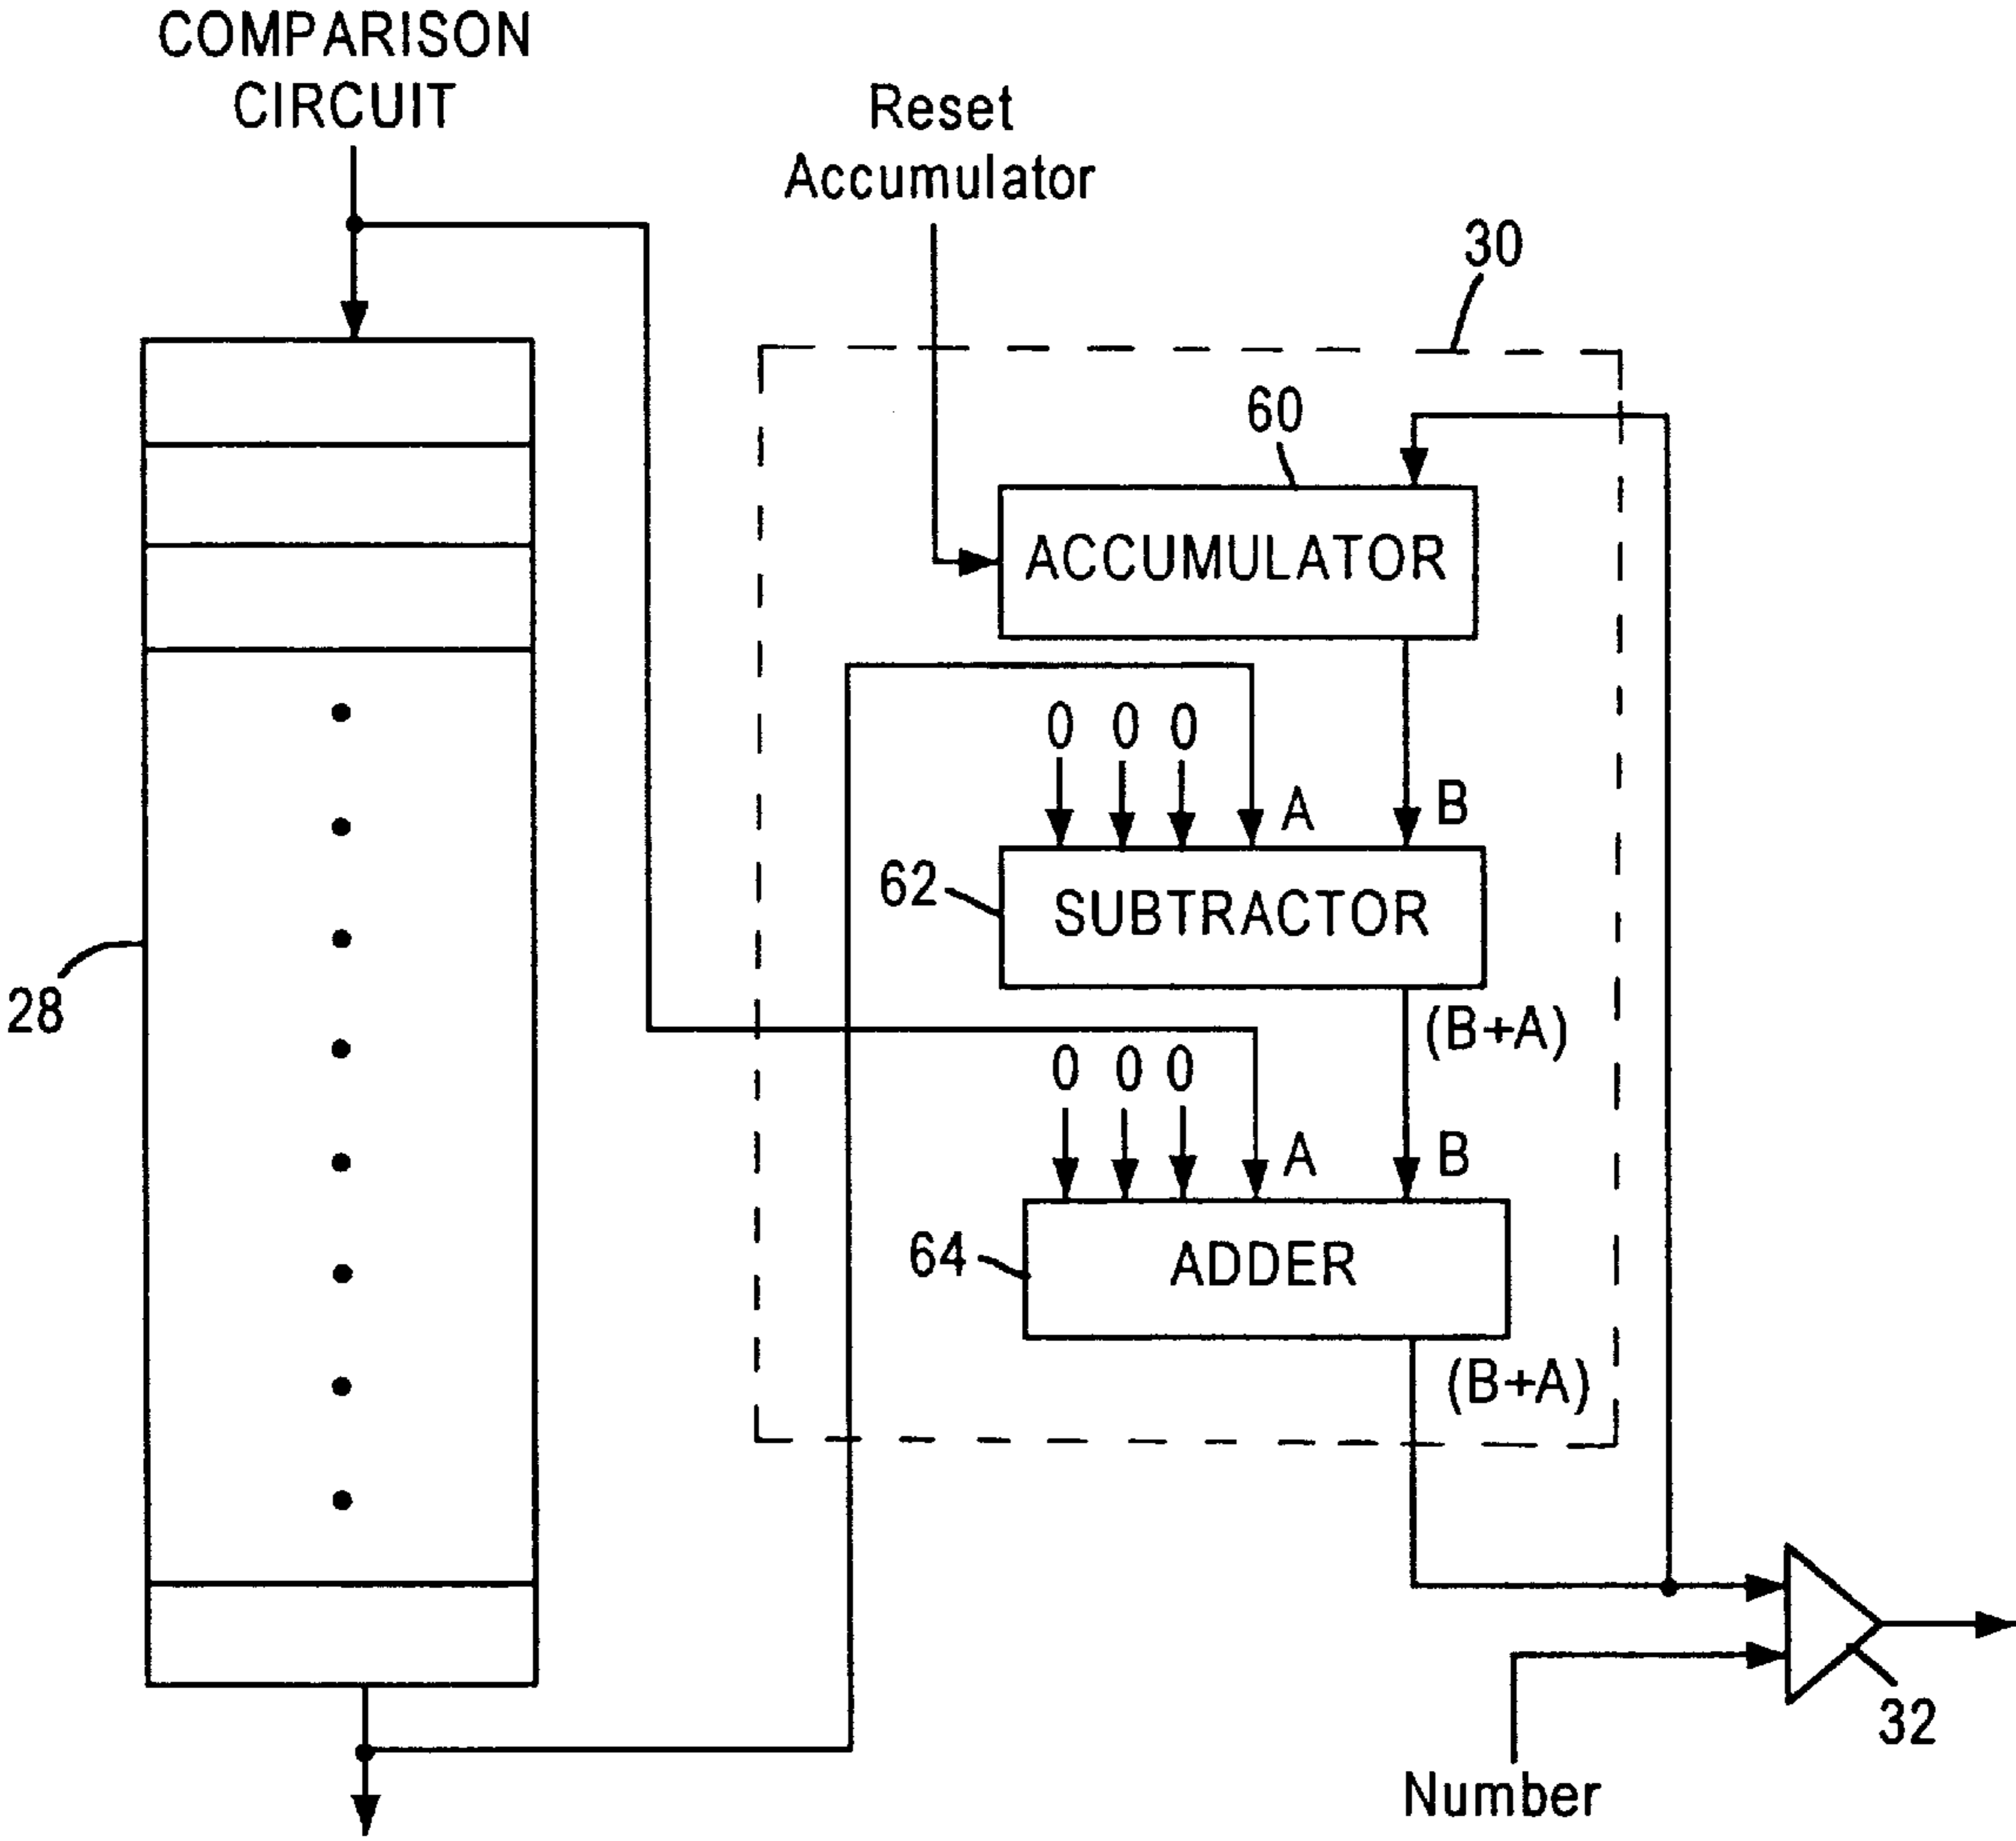 COMPARISON
CIRCUIT
Reset
Accumulator
30
60
ACCUMULATOR
0 0 0
A
B
62
SUBTRACTOR
28
(B+A)
0 0 0
A
B
64
ADDER
(B+A)
32
Number